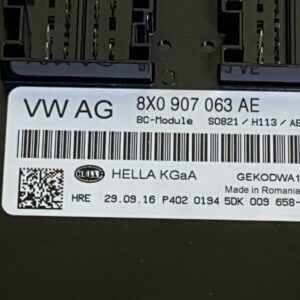 VW AG 8X0 907 063 AE
BC-Module S0821 / H113 / AE
HELLA HELLA KGaA GEKODWA1
Made in Romania
HRE 29.09.16 P402 0194 5DK 009 658-